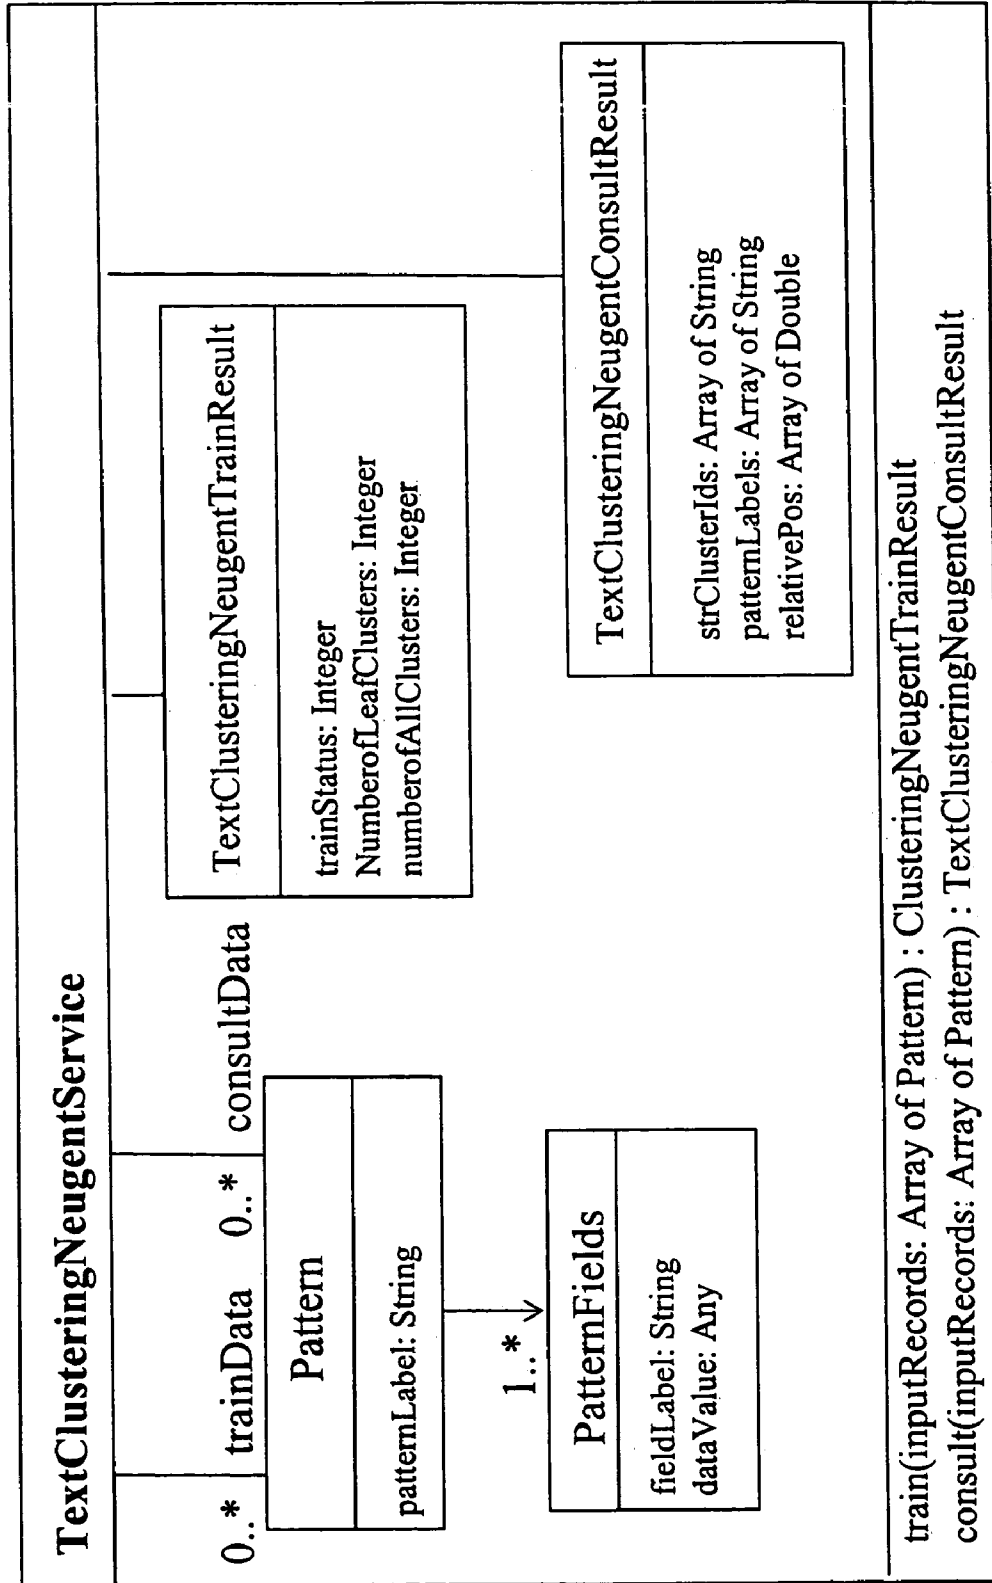 TextClusteringNeugentService
0..* trainData 0..* consultData
Pattern
patternLabel: String
1..*
PatternFields
fieldLabel: String
dataValue: Any
TextClusteringNeugentTrainResult
trainStatus: Integer
NumberofLeafClusters: Integer
numberofAllClusters: Integer
TextClusteringNeugentConsultResult
strClusterIds: Array of String
patternLabels: Array of String
relativePos: Array of Double
train(inputRecords: Array of Pattern) : ClusteringNeugentTrainResult
consult(inputRecords: Array of Pattern) : TextClusteringNeugentConsultResult